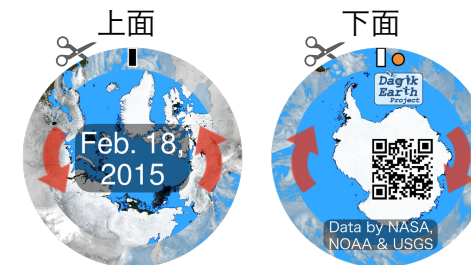 上面
下面
Feb. 18,
2015
Dagik
Earth
Project
Data by NASA,
NOAA & USGS